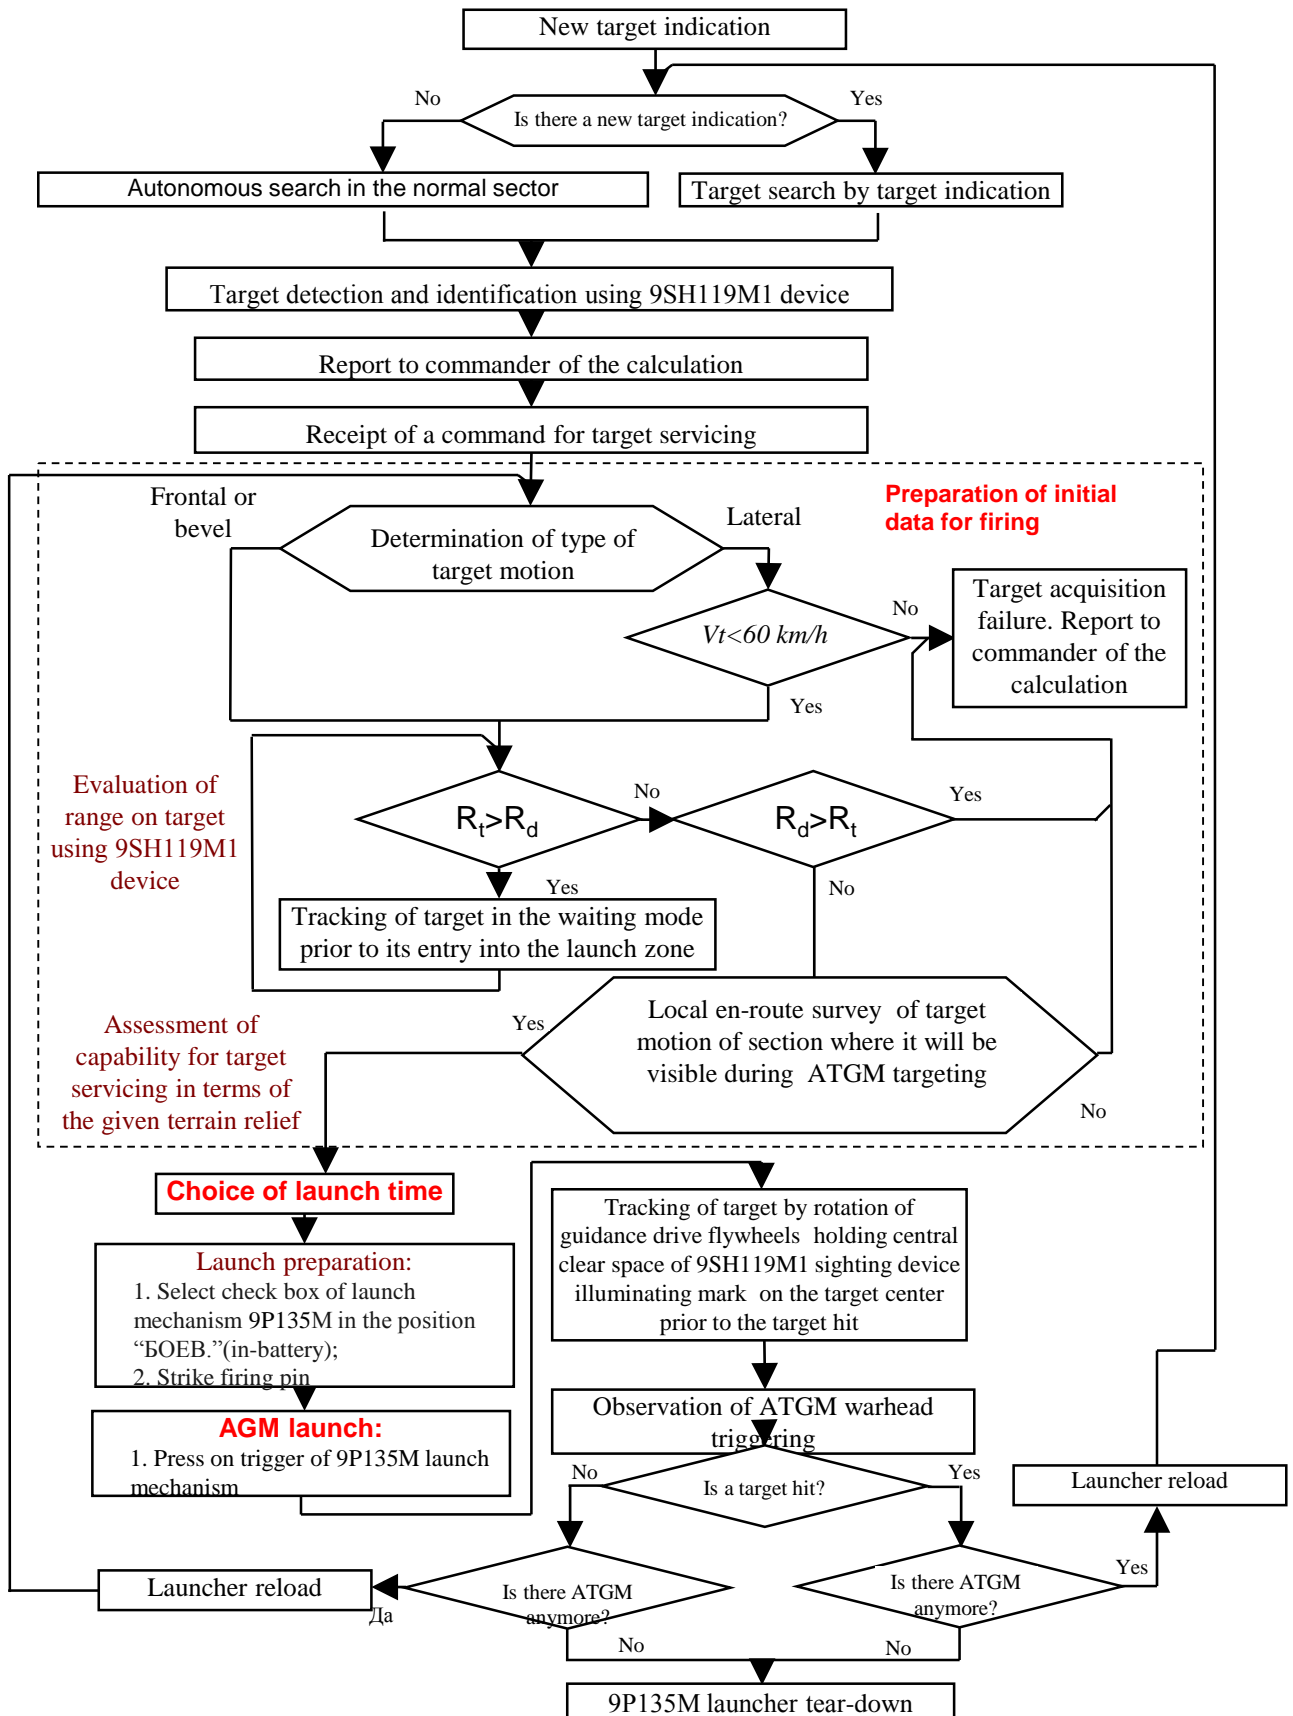 New target indication
No
Yes
Is there a new target indication?
Autonomous search in the normal sector
Target search by target indication
Target detection and identification using 9SH119M1 device
Report to commander of the calculation
Receipt of a command for target servicing
Frontal or
bevel
Lateral
Preparation of initial
data for firing
Determination of type of
target motion
No
Target acquisition
failure. Report to
commander of the
calculation
Vt<60 km/h
Yes
Evaluation of
range on target
using 9SH119M1
device
No
Yes
Rt>Rd
Rd>Rt
Yes
No
Tracking of target in the waiting mode
prior to its entry into the launch zone
Assessment of
capability for target
servicing in terms of
the given terrain relief
Yes
Local en-route survey of target
motion of section where it will be
visible during ATGM targeting
No
Choice of launch time
Launch preparation:
1. Select check box of launch
mechanism 9P135M in the position
“БОЕВ.”(in-battery);
2. Strike firing pin
AGM launch:
1. Press on trigger of 9P135M launch
mechanism
Tracking of target by rotation of
guidance drive flywheels holding central
clear space of 9SH119M1 sighting device
illuminating mark on the target center
prior to the target hit
Observation of ATGM warhead
triggering
No
Yes
Is a target hit?
Launcher reload
Launcher reload
Да
Is there ATGM
anymore?
Is there ATGM
anymore?
Yes
No
No
9P135M launcher tear-down